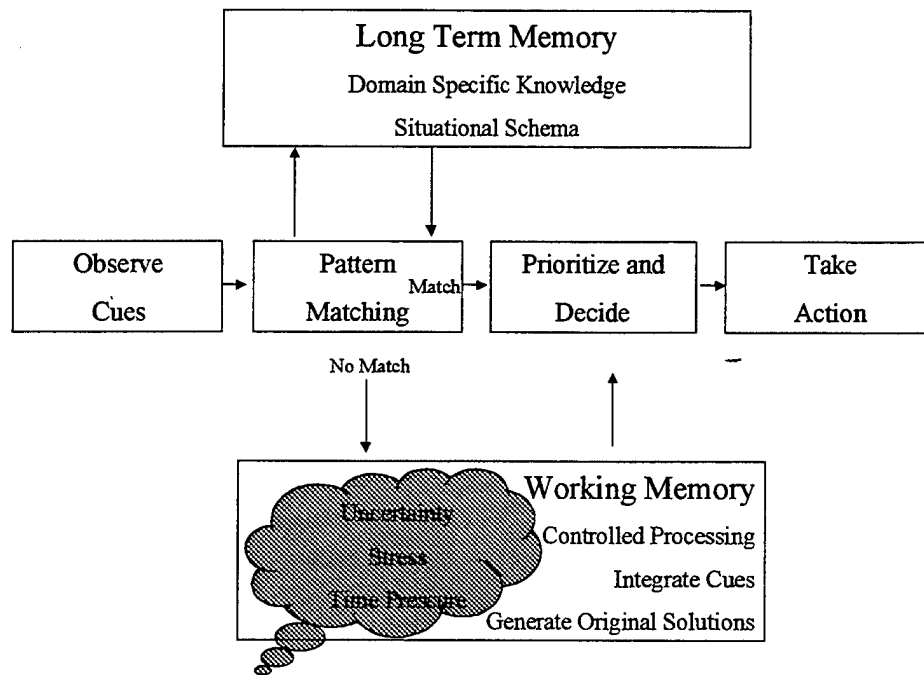 Long Term Memory
Domain Specific Knowledge
Situational Schema
Observe
Cues
Pattern
Matching
Match
Prioritize and
Decide
Take
Action
No Match
Uncertainty
Stress
Time Pressure
Working Memory
Controlled Processing
Integrate Cues
Generate Original Solutions